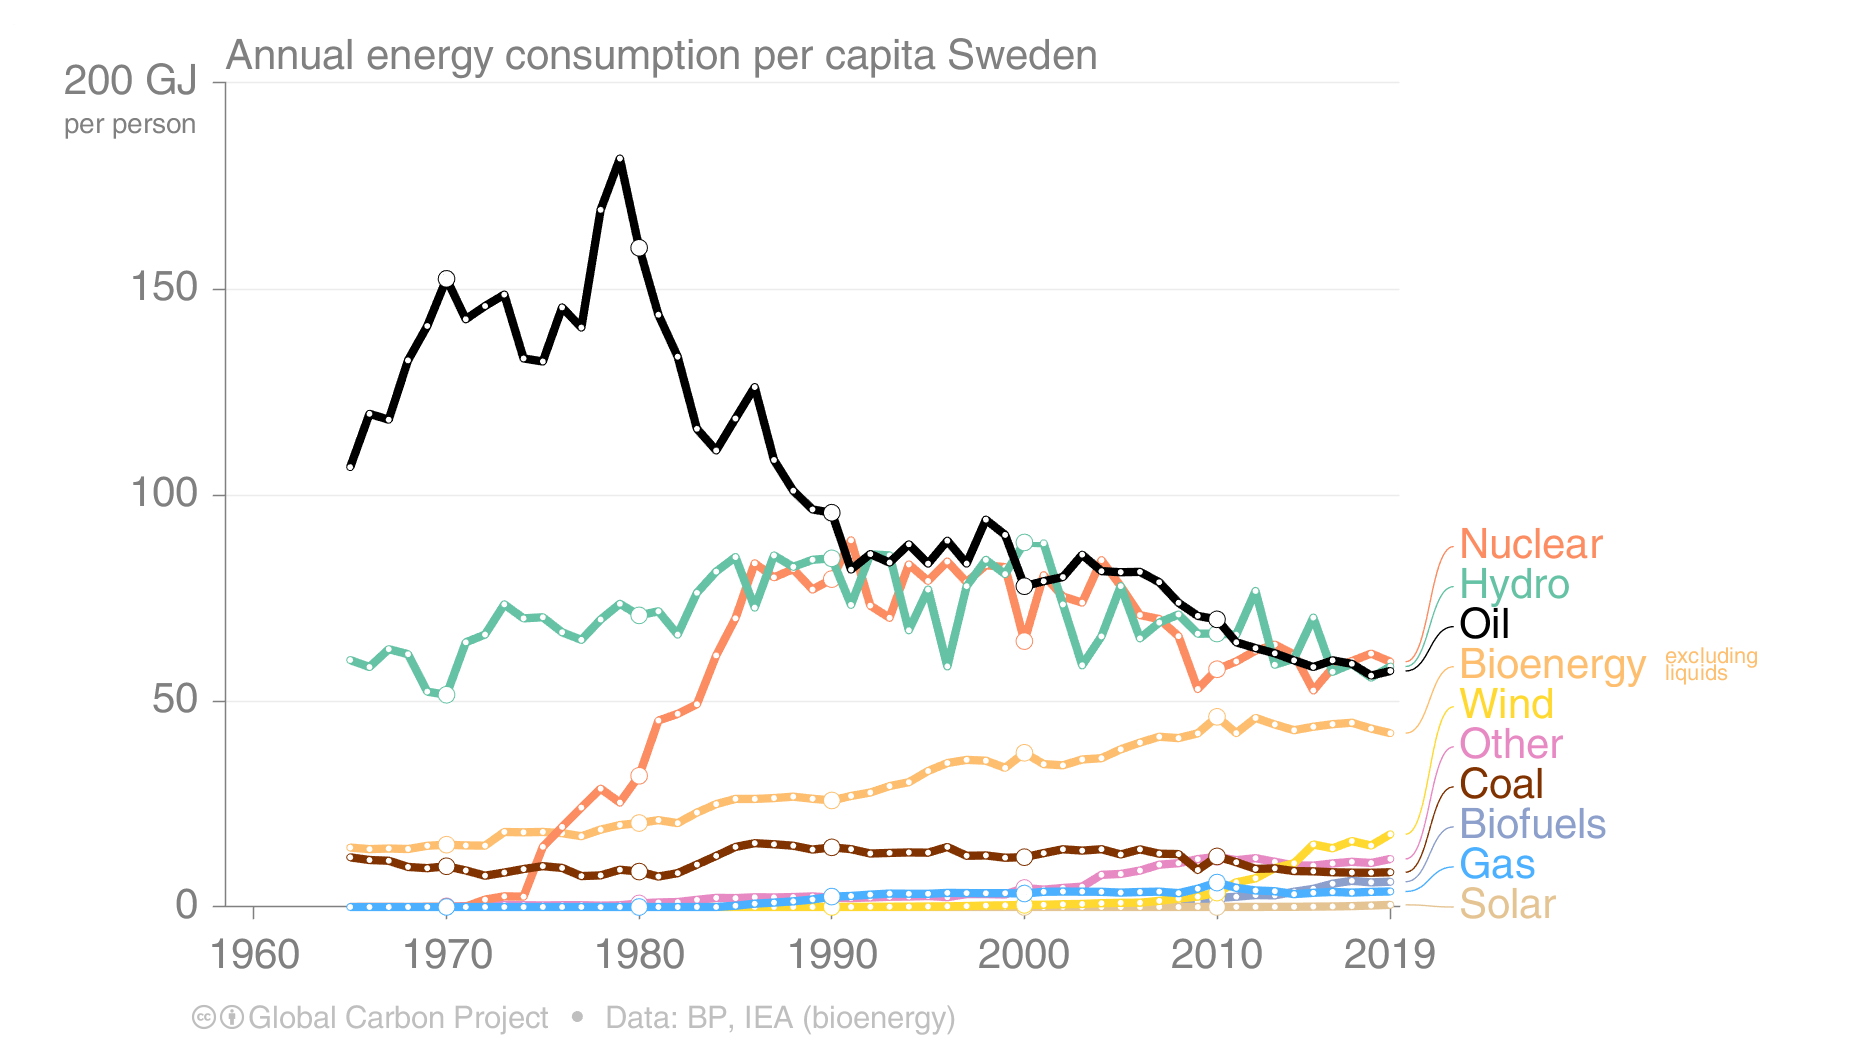 Annual energy consumption per capita Sweden
200 GJ
per person
150
100
50
0
1960 1970 1980 1990 2000 2010 2019
Nuclear
Hydro
Oil
Bioenergy excluding
liquids
Wind
Other
Coal
Biofuels
Gas
Solar
cc Global Carbon Project • Data: BP, IEA (bioenergy)